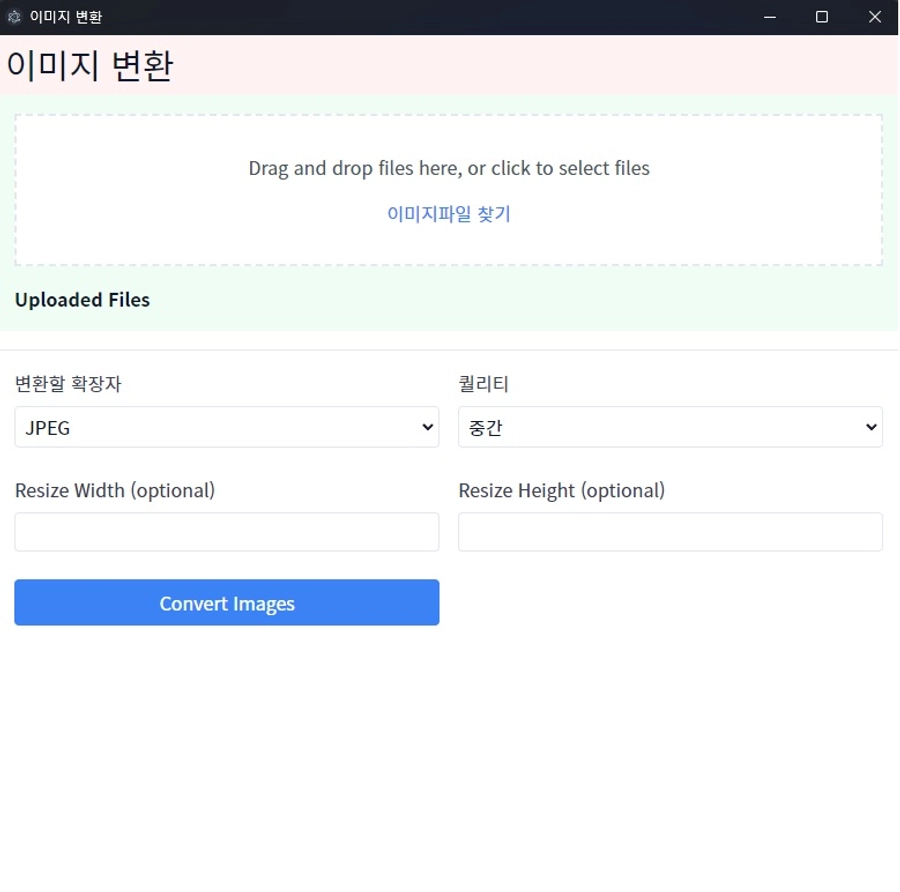 이미지 변환
이미지 변환
Drag and drop files here, or click to select files
이미지파일 찾기
Uploaded Files
변환할 확장자
퀄리티
JPEG
중간
Resize Width (optional)
Resize Height (optional)
Convert Images